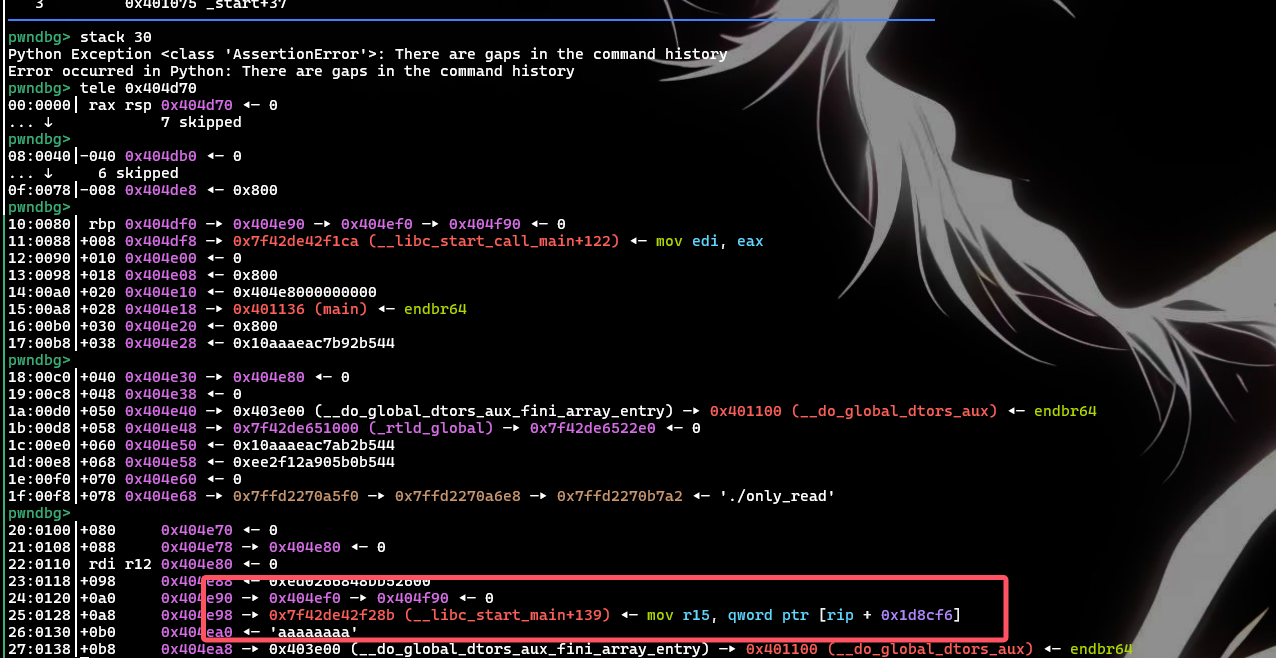 3        0x401075 _start+37
pwndbg> stack 30
Python Exception <class 'AssertionError'>: There are gaps in the command history
Error occurred in Python: There are gaps in the command history
pwndbg> tele 0x404d70
00:0000│ rax rsp 0x404d70 ◂— 0
... ↓            7 skipped
pwndbg>
08:0040│-040 0x404db0 ◂— 0
... ↓     6 skipped
0f:0078│-008 0x404de8 ◂— 0x800
pwndbg>
10:0080│ rbp 0x404df0 —▸ 0x404e90 —▸ 0x404ef0 —▸ 0x404f90 ◂— 0
11:0088│+008 0x404df8 —▸ 0x7f42de42f1ca (__libc_start_call_main+122) ◂— mov edi, eax
12:0090│+010 0x404e00 ◂— 0
13:0098│+018 0x404e08 ◂— 0x800
14:00a0│+020 0x404e10 ◂— 0x404e8000000000
15:00a8│+028 0x404e18 —▸ 0x401136 (main) ◂— endbr64
16:00b0│+030 0x404e20 ◂— 0x800
17:00b8│+038 0x404e28 ◂— 0x10aaaeac7b92b544
pwndbg>
18:00c0│+040 0x404e30 —▸ 0x404e80 ◂— 0
19:00c8│+048 0x404e38 ◂— 0
1a:00d0│+050 0x404e40 —▸ 0x403e00 (__do_global_dtors_aux_fini_array_entry) —▸ 0x401100 (__do_global_dtors_aux) ◂— endbr64
1b:00d8│+058 0x404e48 —▸ 0x7f42de651000 (_rtld_global) —▸ 0x7f42de6522e0 ◂— 0
1c:00e0│+060 0x404e50 ◂— 0x10aaaeac7ab2b544
1d:00e8│+068 0x404e58 ◂— 0xee2f12a905b0b544
1e:00f0│+070 0x404e60 ◂— 0
1f:00f8│+078 0x404e68 —▸ 0x7ffd2270a5f0 —▸ 0x7ffd2270a6e8 —▸ 0x7ffd2270b7a2 ◂— './only_read'
pwndbg>
20:0100│+080     0x404e70 ◂— 0
21:0108│+088     0x404e78 —▸ 0x404e80 ◂— 0
22:0110│ rdi r12 0x404e80 ◂— 0
23:0118│+098     0x404e88 ◂— 0xed0266848bb52600
24:0120│+0a0     0x404e90 —▸ 0x404ef0 —▸ 0x404f90 ◂— 0
25:0128│+0a8     0x404e98 —▸ 0x7f42de42f28b (__libc_start_main+139) ◂— mov r15, qword ptr [rip + 0x1d8cf6]
26:0130│+0b0     0x404ea0 ◂— 'aaaaaaaa'
27:0138│+0b8     0x404ea8 —▸ 0x403e00 (__do_global_dtors_aux_fini_array_entry) —▸ 0x401100 (__do_global_dtors_aux) ◂— endbr64